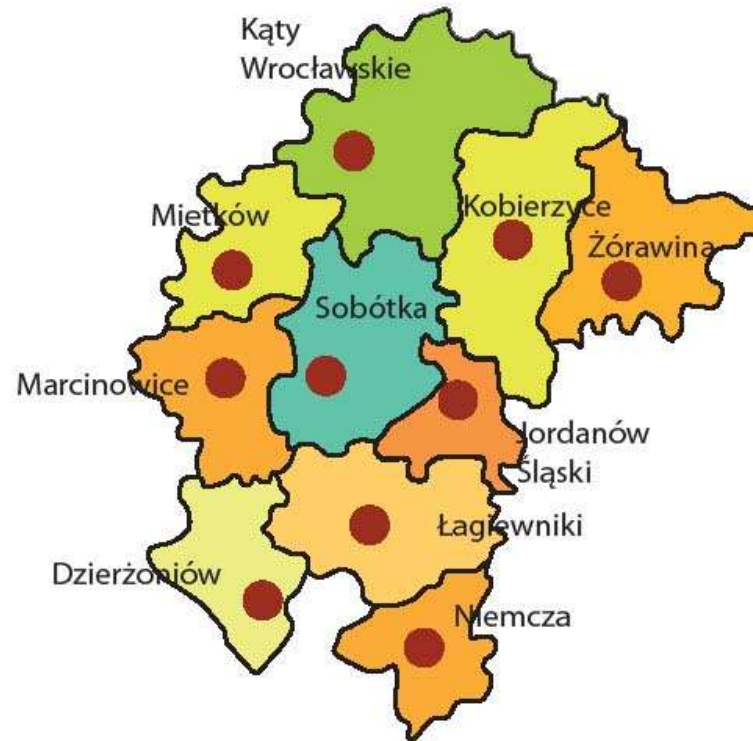 Kąty
Wrocławskie
Mietków
Kobierzyce
Żórawina
Sobótka
Marcinowice
Jordanów
Śląski
Łagiewniki
Dzierżoniów
Niemcza